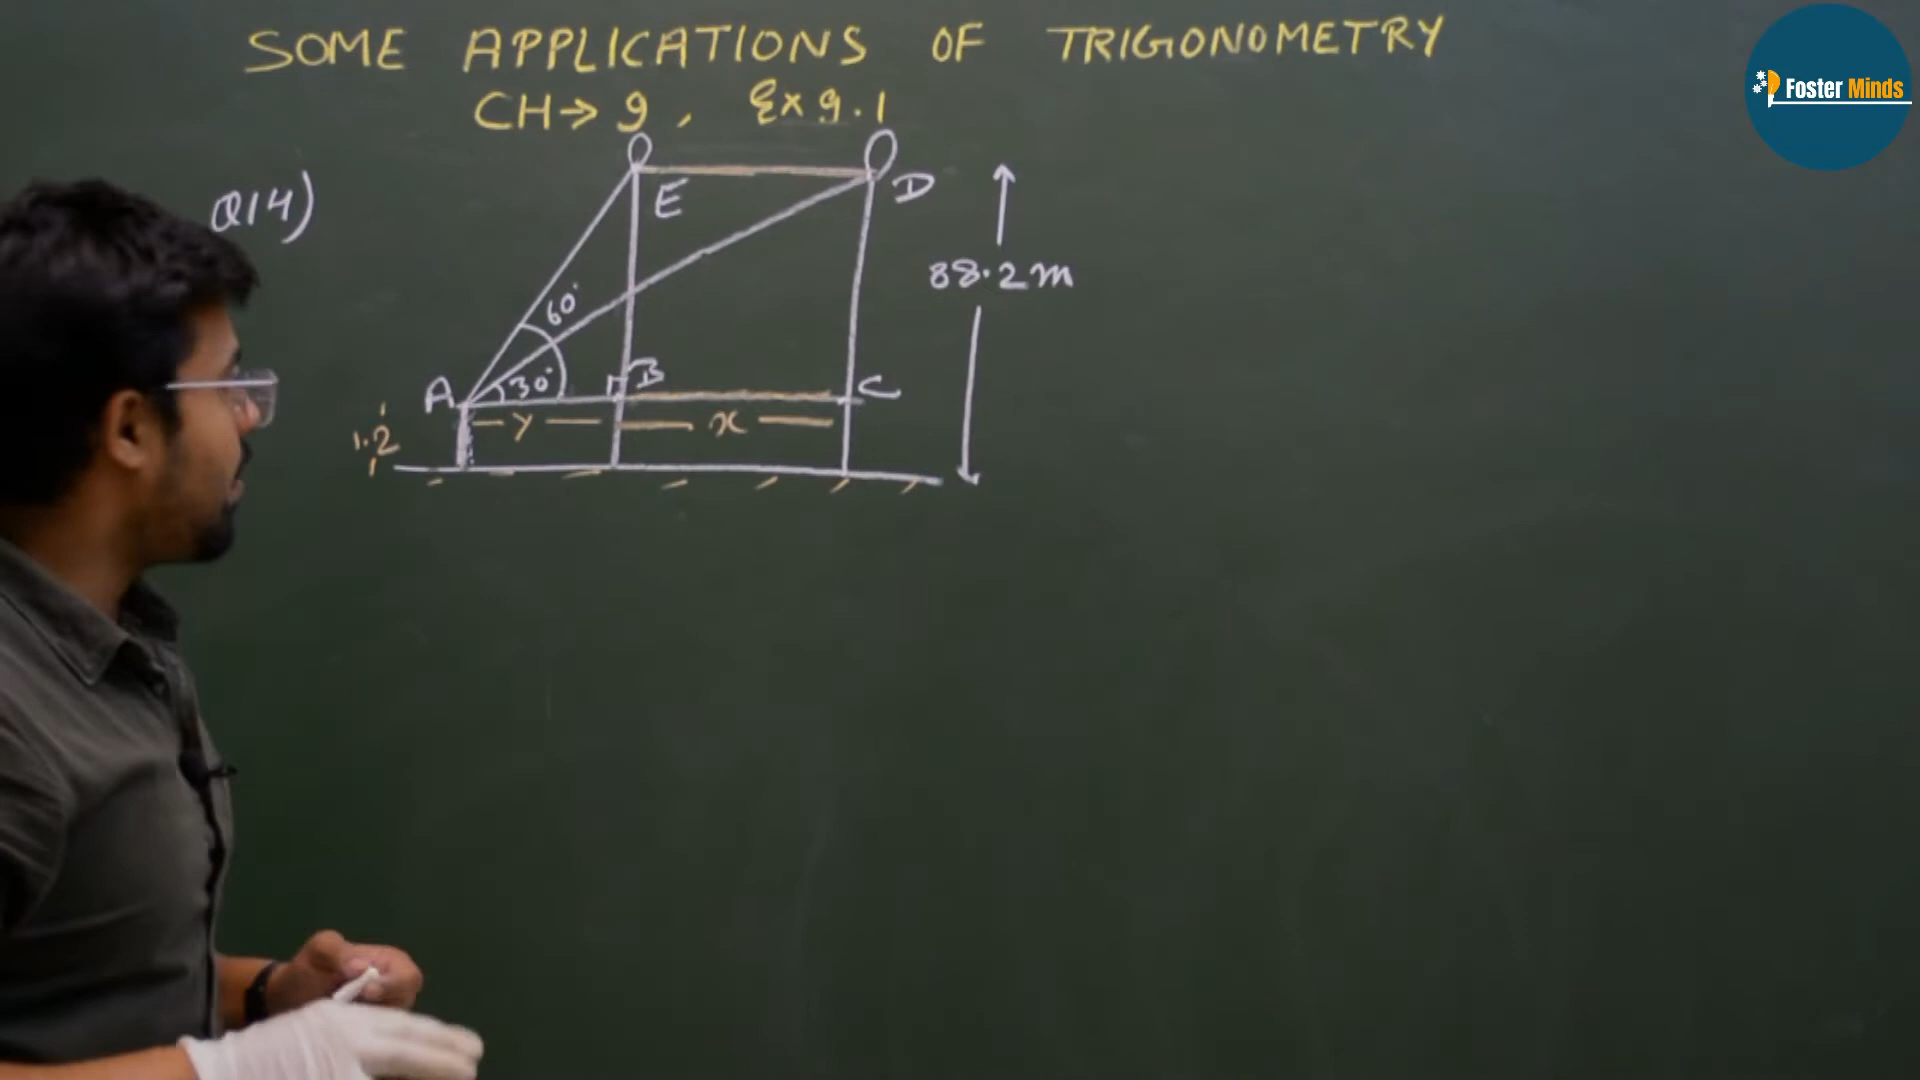 SOME APPLICATIONS OF TRIGONOMETRY
CH→9, Ex 9.1
Foster Minds
Q14)
E
D
88.2m
60°
A
30°
B
C
y
x
1.2